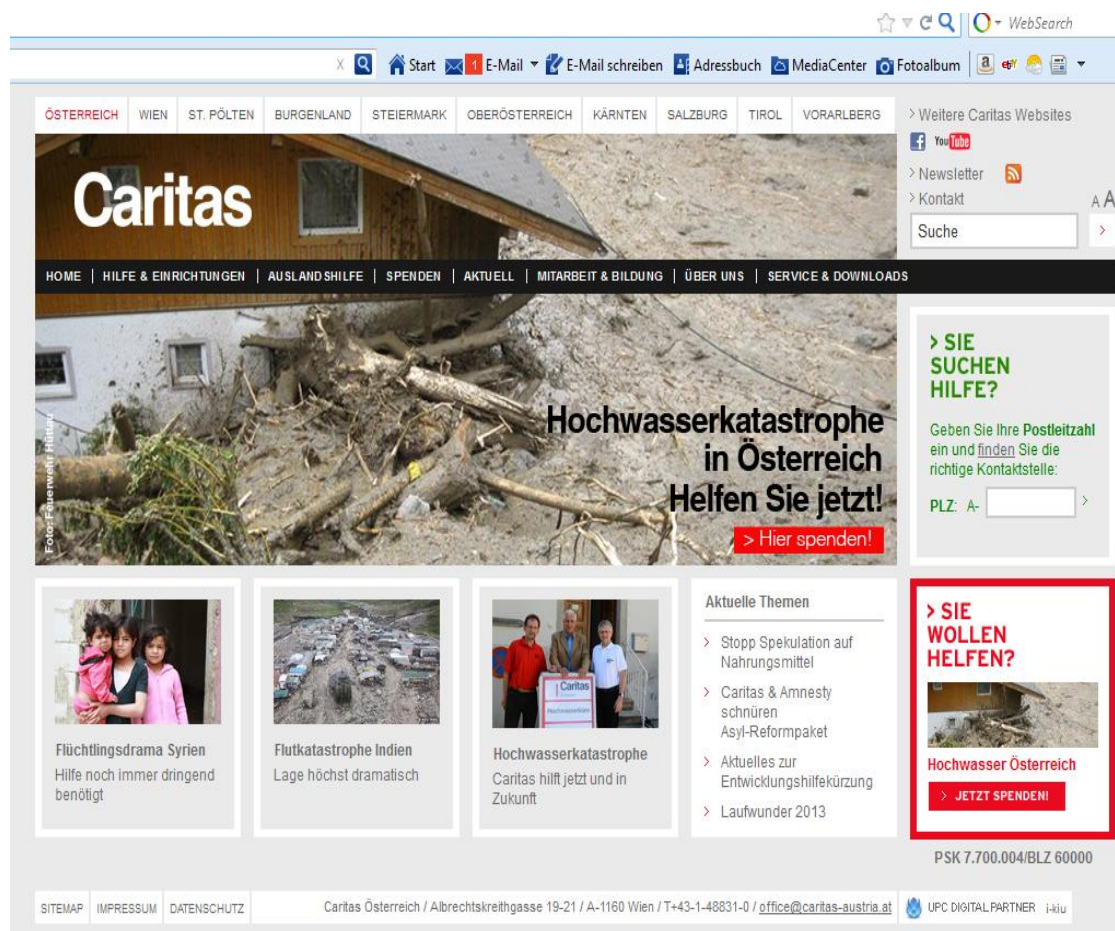 WebSearch
X Start 1 E-Mail E-Mail schreiben Adressbuch MediaCenter Fotoalbum a ebY
ÖSTERREICH WIEN ST. PÖLTEN BURGENLAND STEIERMARK OBERÖSTERREICH KÄRNTEN SALZBURG TIROL VORARLBERG
> Weitere Caritas Websites
f YouTube
> Newsletter
> Kontakt
A A
Suche >
Caritas
HOME | HILFE & EINRICHTUNGEN | AUSLANDSHILFE | SPENDEN | AKTUELL | MITARBEIT & BILDUNG | ÜBER UNS | SERVICE & DOWNLOADS
Foto: Feuerwehr Hüttau
Hochwasserkatastrophe
in Österreich
Helfen Sie jetzt!
> Hier spenden!
> SIE
SUCHEN
HILFE?
Geben Sie Ihre Postleitzahl
ein und finden Sie die
richtige Kontaktstelle:
PLZ: A- >
Flüchtlingsdrama Syrien
Hilfe noch immer dringend
benötigt
Flutkatastrophe Indien
Lage höchst dramatisch
Caritas
Hochwasserkatastrophe
Caritas hilft jetzt und in
Zukunft
Aktuelle Themen
> Stopp Spekulation auf
Nahrungsmittel
> Caritas & Amnesty
schnüren
Asyl-Reformpaket
> Aktuelles zur
Entwicklungshilfekürzung
> Laufwunder 2013
> SIE
WOLLEN
HELFEN?
Hochwasser Österreich
> JETZT SPENDEN!
PSK 7.700.004/BLZ 60000
SITEMAP IMPRESSUM DATENSCHUTZ
Caritas Österreich / Albrechtskreithgasse 19-21 / A-1160 Wien / T+43-1-48831-0 / office@caritas-austria.at
UPC DIGITAL PARTNER i-kiu